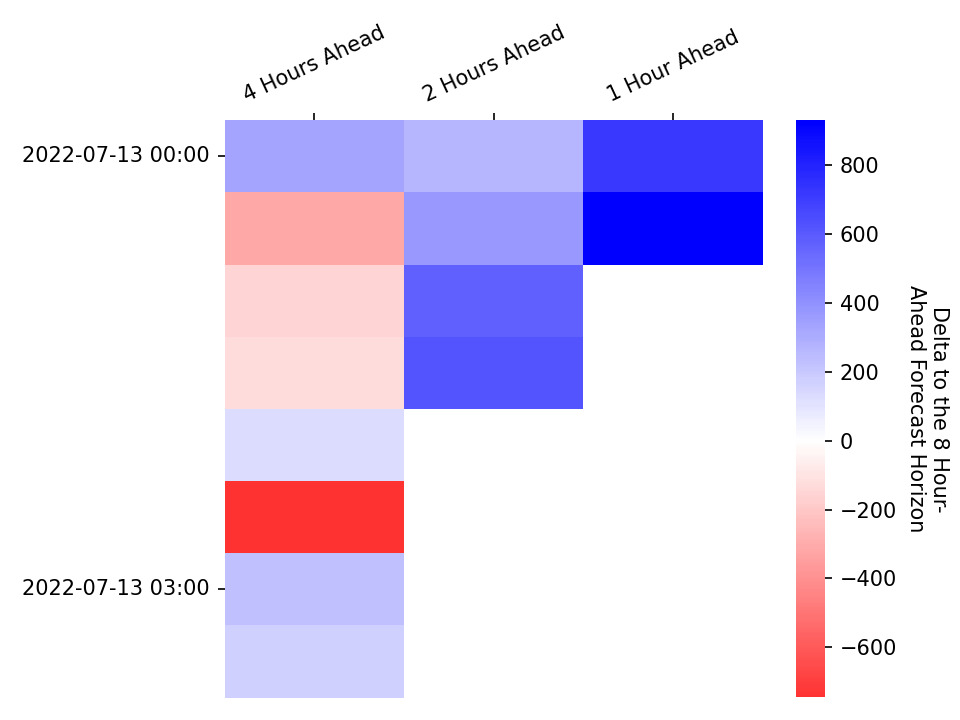 4 Hours Ahead
2 Hours Ahead
1 Hour Ahead
2022-07-13 00:00
2022-07-13 03:00
800
600
400
200
0
−200
−400
−600
Delta to the 8 Hour-
Ahead Forecast Horizon